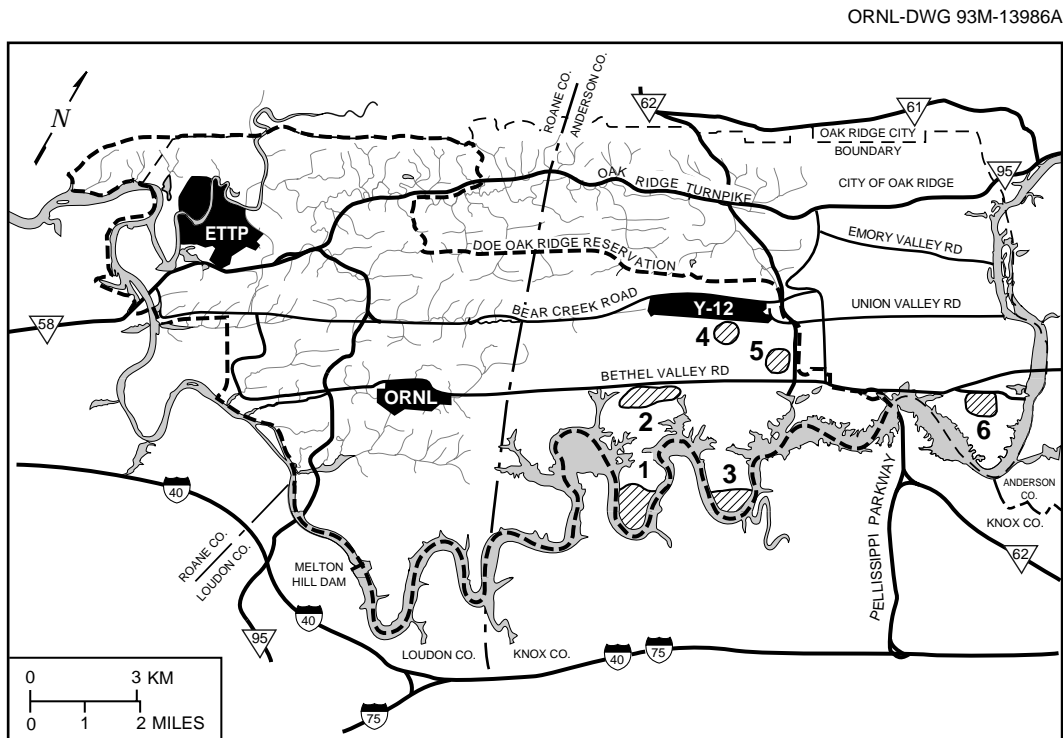 ORNL-DWG 93M-13986A
N
ROANE CO.
ANDERSON CO.
62
61
OAK RIDGE CITY
BOUNDARY
95
CITY OF OAK RIDGE
OAK RIDGE TURNPIKE
ETTP
EMORY VALLEY RD
DOE OAK RIDGE RESERVATION
BEAR CREEK ROAD
Y-12
UNION VALLEY RD
58
4
5
BETHEL VALLEY RD
ORNL
2
6
1
3
40
ANDERSON
CO.
KNOX CO.
ROANE CO.
LOUDON CO.
MELTON
HILL DAM
PELLISSIPPI PARKWAY
62
40
95
LOUDON CO.
KNOX CO.
40
75
75
0
3 KM
0
1
2 MILES